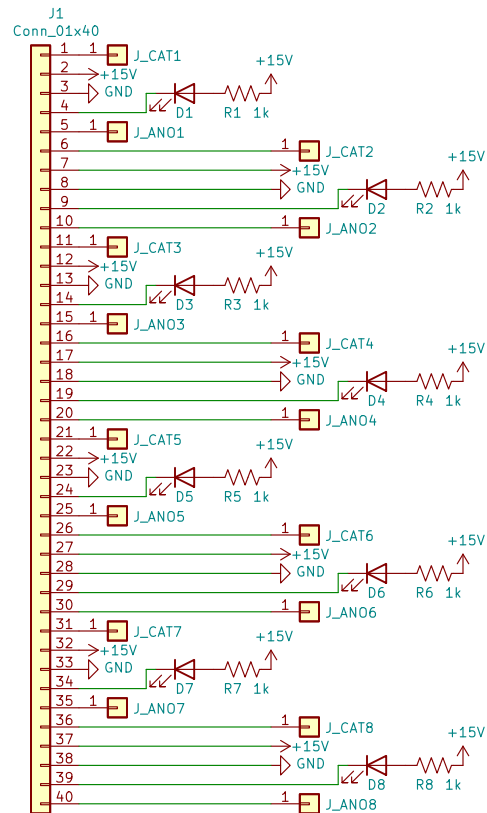 J1
Conn_01x40
1 1 J_CAT1
2 +15V +15V
3 GND
4 D1 R1 1k
5 1 J_ANO1
6 1 J_CAT2
7 +15V +15V
8 GND
9 D2 R2 1k
10 1 J_ANO2
11 1 J_CAT3
12 +15V +15V
13 GND
14 D3 R3 1k
15 1 J_ANO3
16 1 J_CAT4
17 +15V +15V
18 GND
19 D4 R4 1k
20 1 J_ANO4
21 1 J_CAT5
22 +15V +15V
23 GND
24 D5 R5 1k
25 1 J_ANO5
26 1 J_CAT6
27 +15V +15V
28 GND
29 D6 R6 1k
30 1 J_ANO6
31 1 J_CAT7
32 +15V +15V
33 GND
34 D7 R7 1k
35 1 J_ANO7
36 1 J_CAT8
37 +15V +15V
38 GND
39 D8 R8 1k
40 1 J_ANO8